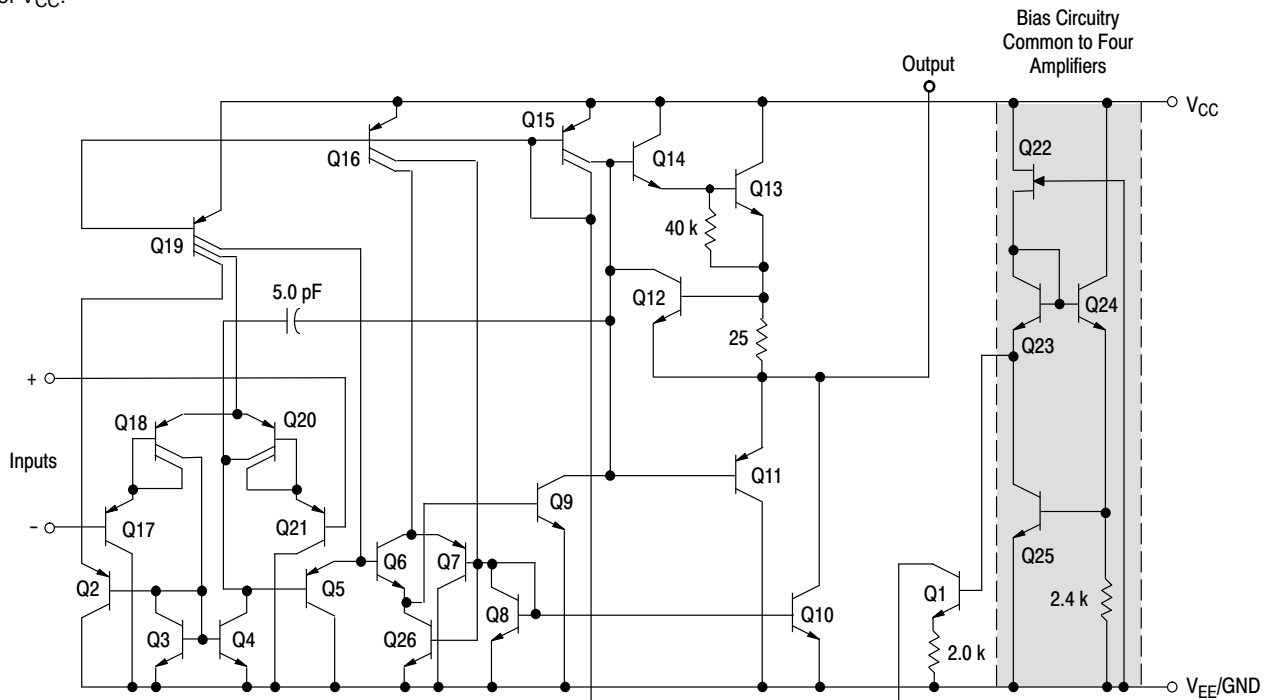 or VCC.
Bias Circuitry
Common to Four
Amplifiers
Output
VCC
Q15
Q14
Q16
Q22
Q13
40 k
Q19
5.0 pF
Q12
Q24
25
Q23
+
Q18
Q20
Inputs
Q11
Q9
−
Q17
Q21
Q25
Q6
Q7
Q2
Q5
Q1
Q8
2.4 k
Q10
Q3
Q4
Q26
2.0 k
VEE/GND